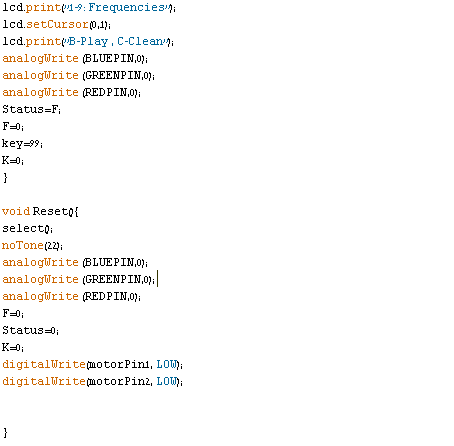 lcd.print("1-9: Frequencies");
lcd.setCursor(0,1);
lcd.print("B-Play , C-Clean");
analogWrite (BLUEPIN,0);
analogWrite (GREENPIN,0);
analogWrite (REDPIN,0);
Status=F;
F=0;
key=99;
K=0;
}
void Reset(){
select();
noTone(22);
analogWrite (BLUEPIN,0);
analogWrite (GREENPIN,0);
analogWrite (REDPIN,0);
F=0;
Status=0;
K=0;
digitalWrite(motorPin1, LOW);
digitalWrite(motorPin2, LOW);
}